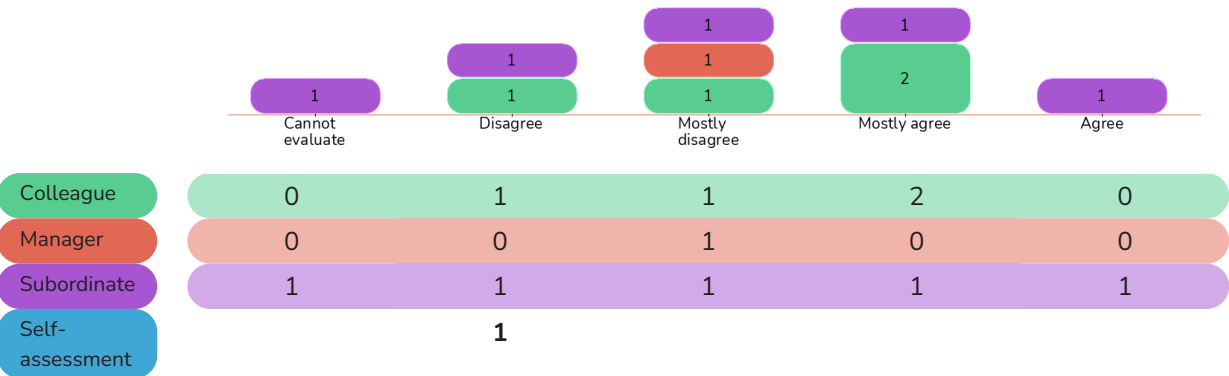 1 1
1 1 2
1 1 1 1
Cannot evaluate Disagree Mostly disagree Mostly agree Agree
Colleague 0 1 1 2 0
Manager 0 0 1 0 0
Subordinate 1 1 1 1 1
Self-
assessment 1